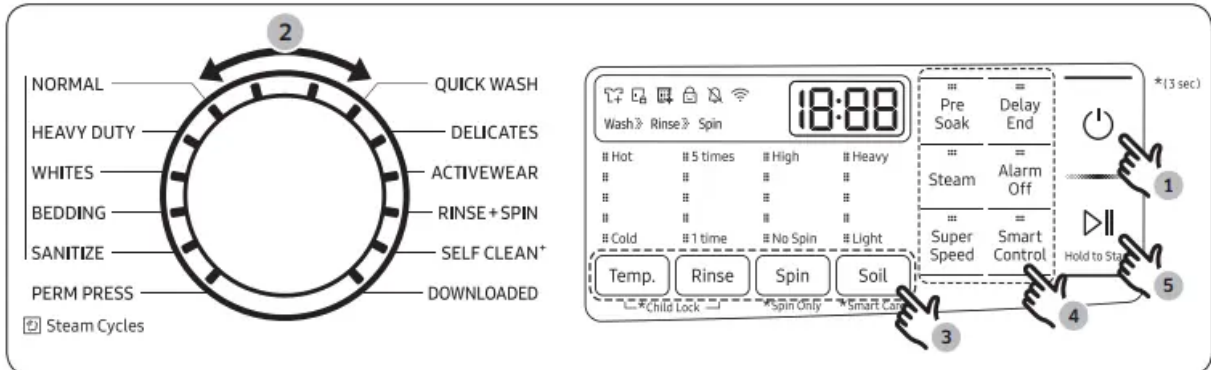 2
NORMAL
HEAVY DUTY
WHITES
BEDDING
SANITIZE
PERM PRESS
Steam Cycles
QUICK WASH
DELICATES
ACTIVEWEAR
RINSE+SPIN
SELF CLEAN+
DOWNLOADED
Wash» Rinse» Spin
18:88
Hot 5 times High Heavy
Cold 1 time No Spin Light
Temp. Rinse Spin Soil
*Child Lock *Spin Only *Smart Care
3
Pre Soak
Delay End
Steam
Alarm Off
Super Speed
Smart Control
4
*(3 sec)
1
Hold to Start
5